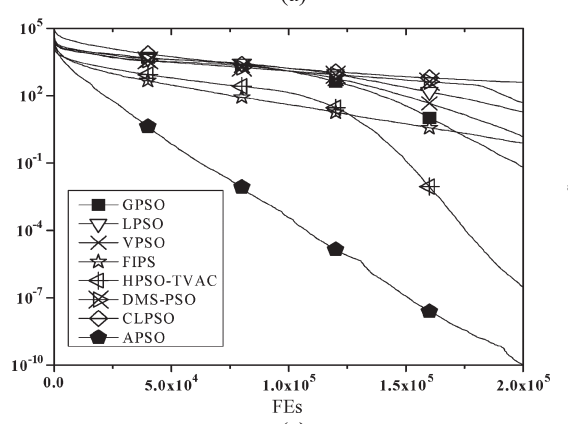 10^5
10^2
10^-1
10^-4
10^-7
10^-10
GPSO
LPSO
VPSO
FIPS
HPSO-TVAC
DMS-PSO
CLPSO
APSO
0.0 5.0x10^4 1.0x10^5 1.5x10^5 2.0x10^5
FEs